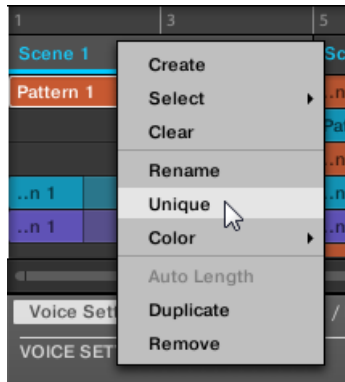 1 3 5
Scene 1 Sc
Create
Pattern 1 ..n
Select
Pat
Clear
..n
Rename
..n 1 ..n
Unique
..n 1 ..n
Color
Auto Length
Voice Sett /
Duplicate
VOICE SET
Remove